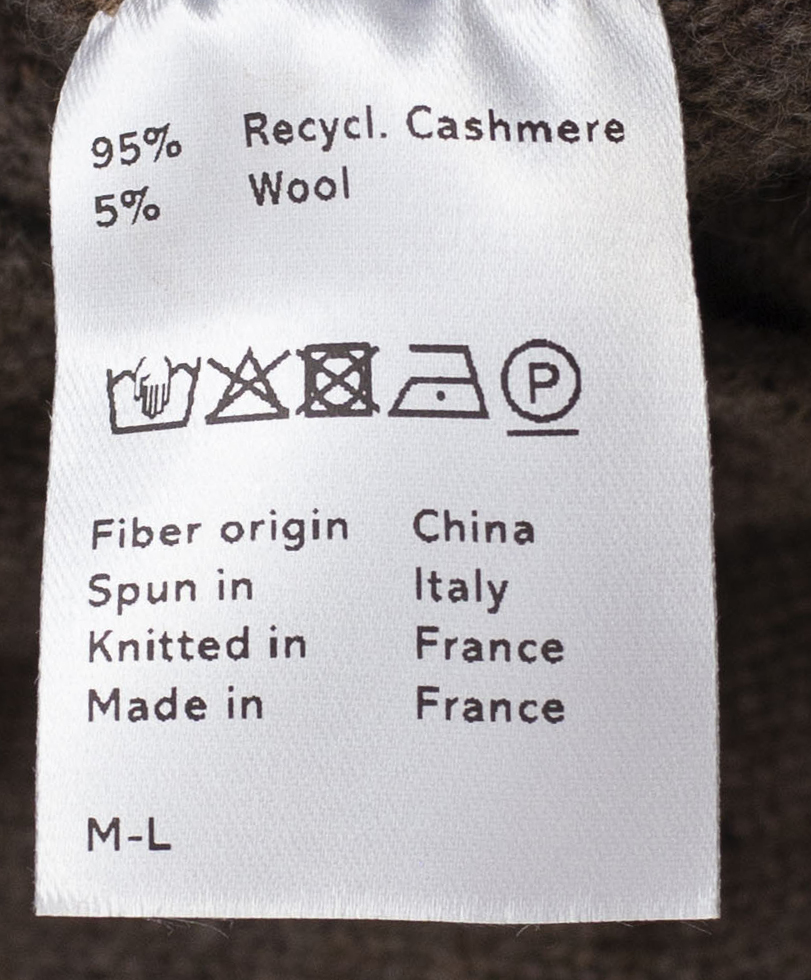 95% Recycl. Cashmere
5% Wool
P
Fiber origin China
Spun in Italy
Knitted in France
Made in France
M-L